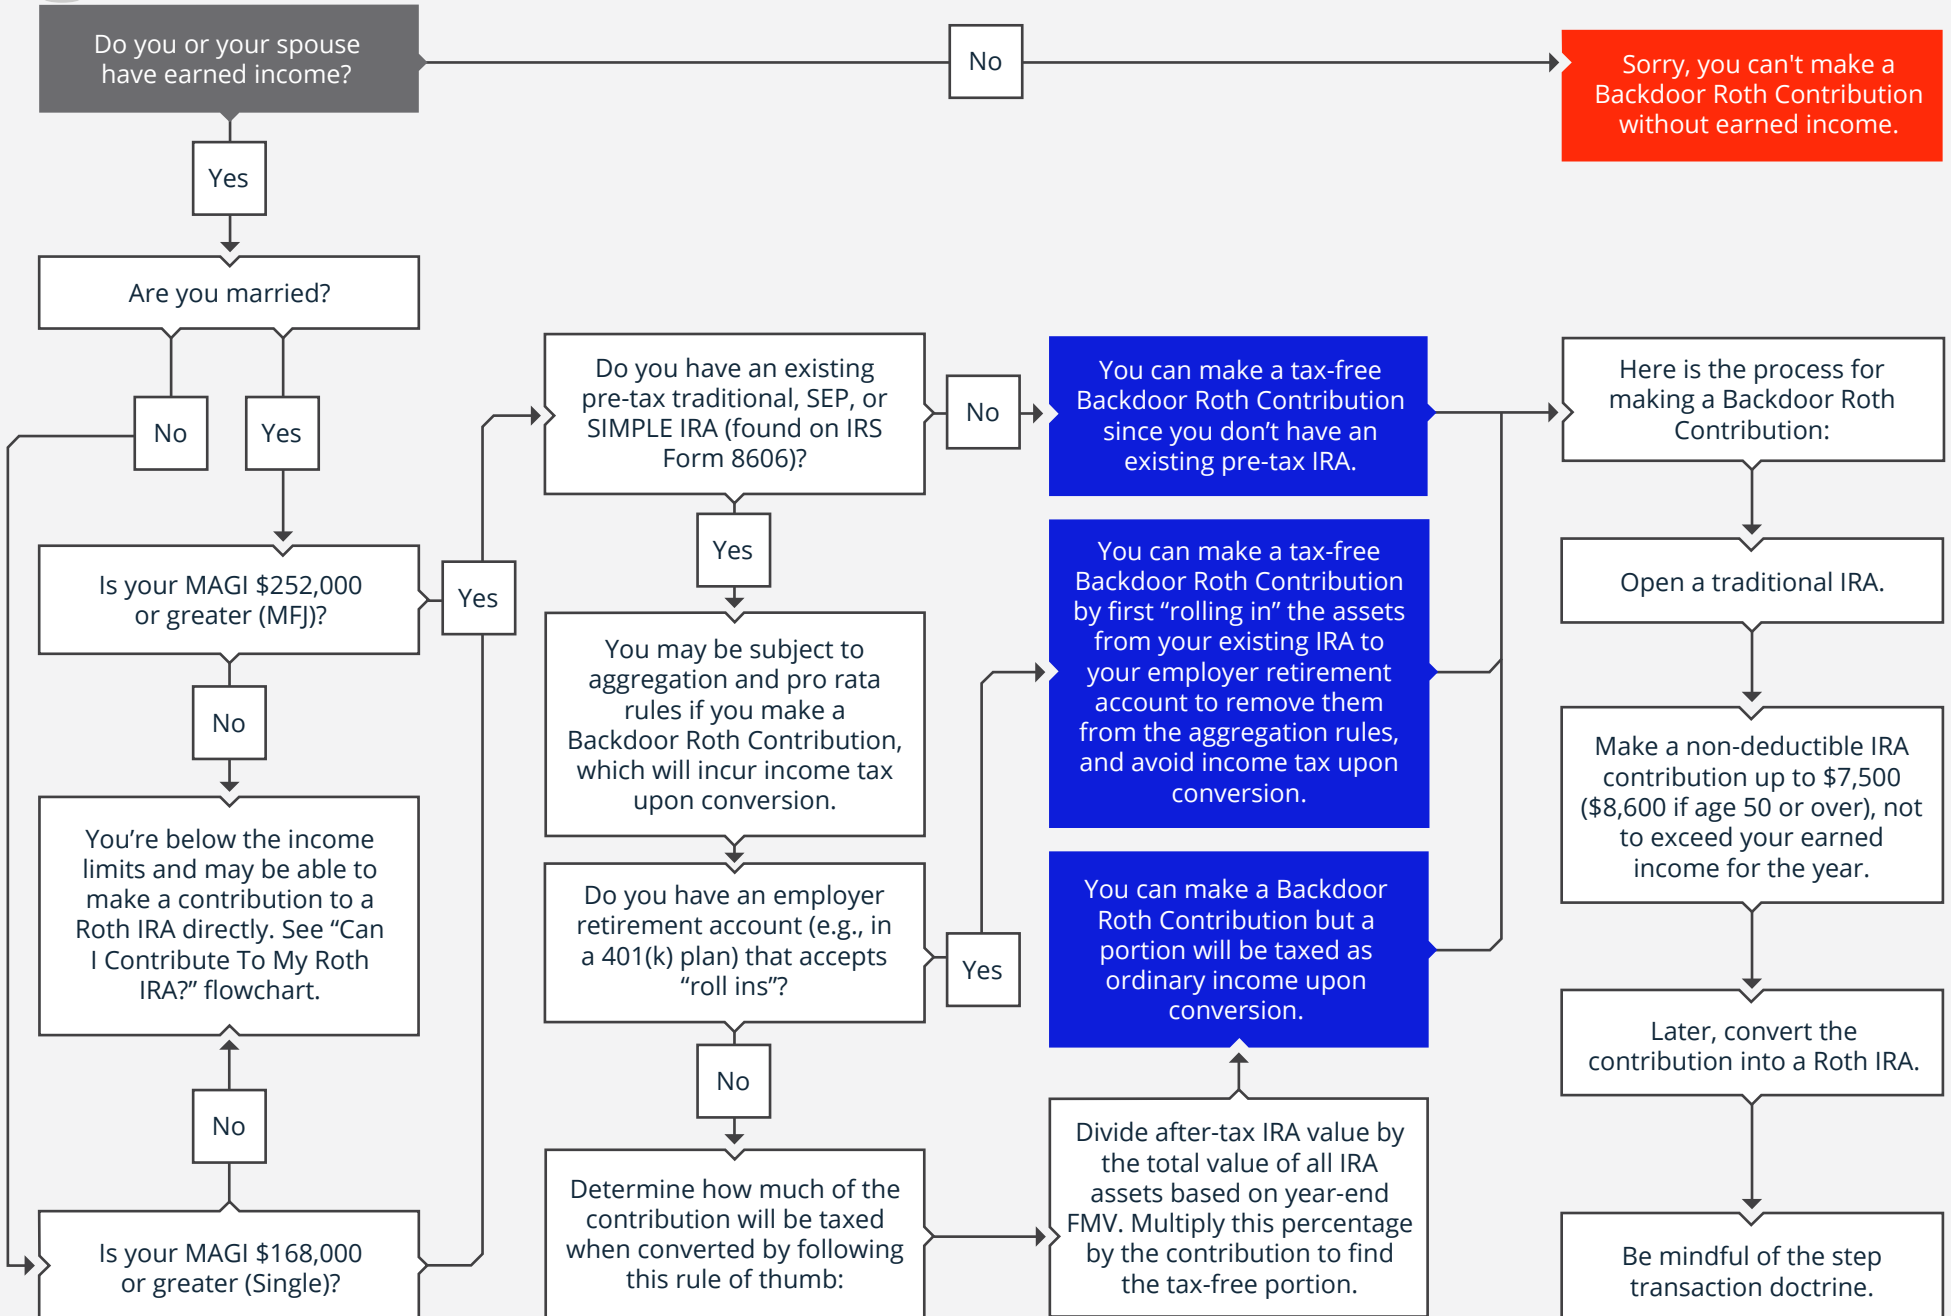 Do you or your spouse
have earned income?
No
Sorry, you can't make a
Backdoor Roth Contribution
without earned income.
Yes
Are you married?
No
Yes
Is your MAGI $252,000
or greater (MFJ)?
Yes
No
You’re below the income
limits and may be able to
make a contribution to a
Roth IRA directly. See “Can
I Contribute To My Roth
IRA?” flowchart.
No
Is your MAGI $168,000
or greater (Single)?
Do you have an existing
pre-tax traditional, SEP, or
SIMPLE IRA (found on IRS
Form 8606)?
No
Yes
You may be subject to
aggregation and pro rata
rules if you make a
Backdoor Roth Contribution,
which will incur income tax
upon conversion.
Do you have an employer
retirement account (e.g., in
a 401(k) plan) that accepts
“roll ins”?
Yes
No
Determine how much of the
contribution will be taxed
when converted by following
this rule of thumb:
You can make a tax-free
Backdoor Roth Contribution
since you don’t have an
existing pre-tax IRA.
You can make a tax-free
Backdoor Roth Contribution
by first “rolling in” the assets
from your existing IRA to
your employer retirement
account to remove them
from the aggregation rules,
and avoid income tax upon
conversion.
You can make a Backdoor
Roth Contribution but a
portion will be taxed as
ordinary income upon
conversion.
Divide after-tax IRA value by
the total value of all IRA
assets based on year-end
FMV. Multiply this percentage
by the contribution to find
the tax-free portion.
Here is the process for
making a Backdoor Roth
Contribution:
Open a traditional IRA.
Make a non-deductible IRA
contribution up to $7,500
($8,600 if age 50 or over), not
to exceed your earned
income for the year.
Later, convert the
contribution into a Roth IRA.
Be mindful of the step
transaction doctrine.